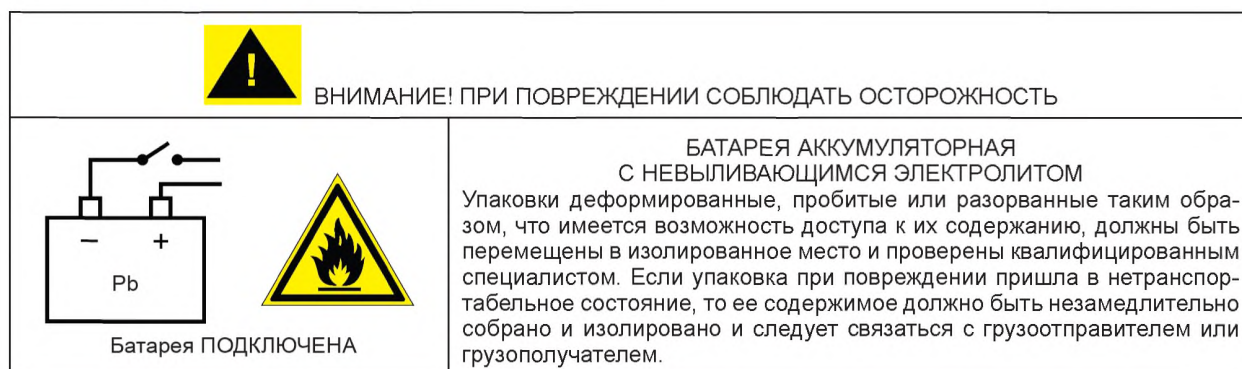 !
ВНИМАНИЕ! ПРИ ПОВРЕЖДЕНИИ СОБЛЮДАТЬ ОСТОРОЖНОСТЬ
– +
Pb
Батарея ПОДКЛЮЧЕНА
БАТАРЕЯ АККУМУЛЯТОРНАЯ
С НЕВЫЛИВАЮЩИМСЯ ЭЛЕКТРОЛИТОМ
Упаковки деформированные, пробитые или разорванные таким обра-
зом, что имеется возможность доступа к их содержанию, должны быть
перемещены в изолированное место и проверены квалифицированным
специалистом. Если упаковка при повреждении пришла в нетранспор-
табельное состояние, то ее содержимое должно быть незамедлительно
собрано и изолировано и следует связаться с грузоотправителем или
грузополучателем.